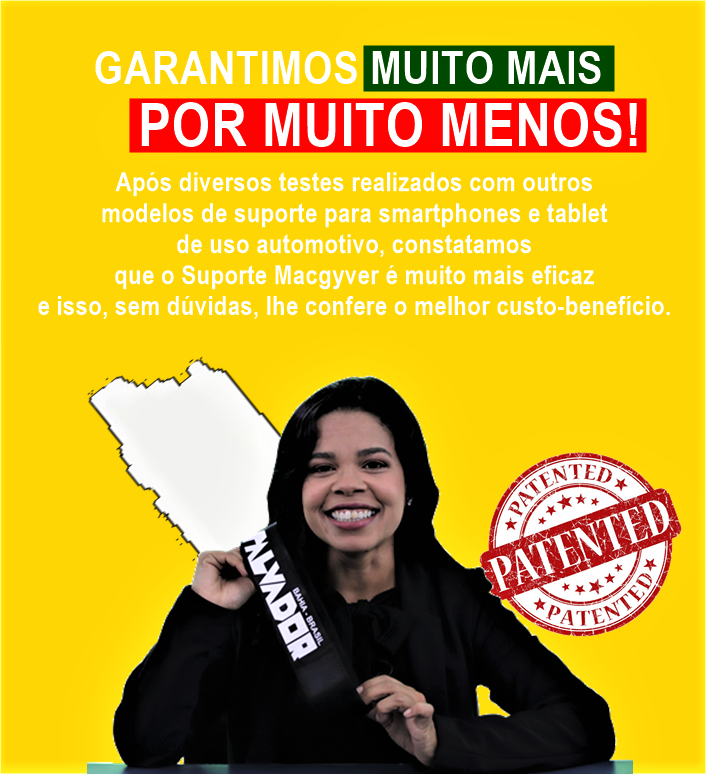 GARANTIMOS MUITO MAIS
POR MUITO MENOS!
Após diversos testes realizados com outros
modelos de suporte para smartphones e tablet
de uso automotivo, constatamos
que o Suporte Macgyver é muito mais eficaz
e isso, sem dúvidas, lhe confere o melhor custo-benefício.
PATENTED
PATENTED
PATENTED
ALVADOR
BAHIA - BRASIL